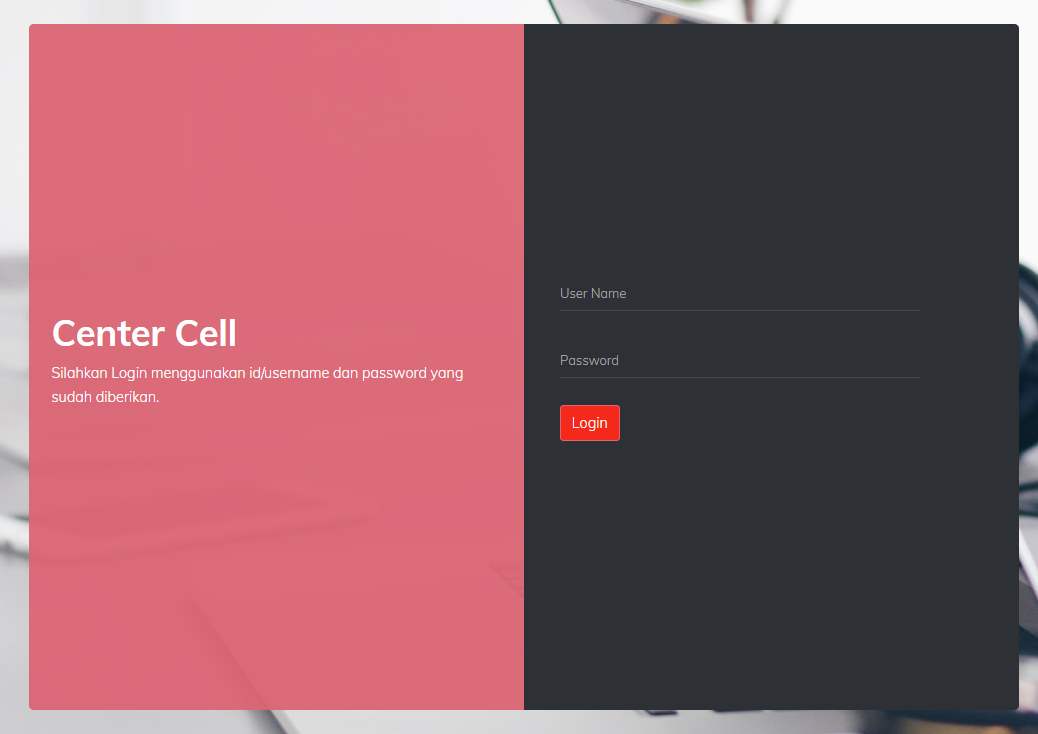 Center Cell
Silahkan Login menggunakan id/username dan password yang
sudah diberikan.
User Name
Password
Login